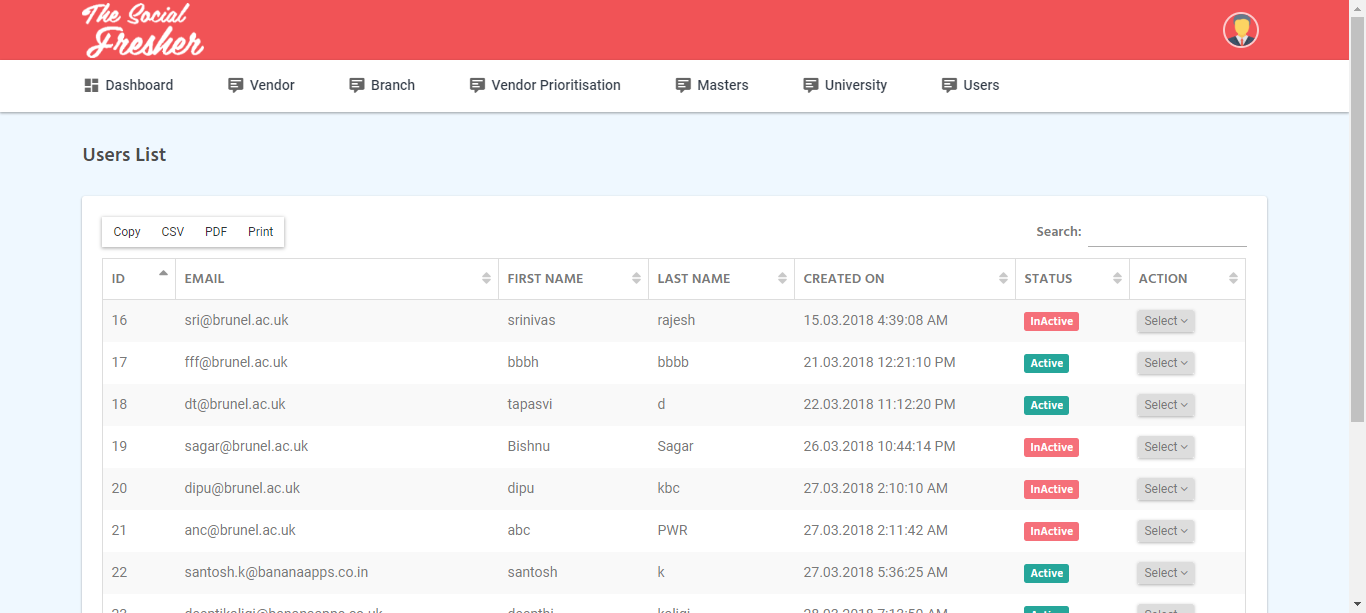 The Social
Fresher
Dashboard Vendor Branch Vendor Prioritisation Masters University Users
Users List
Copy CSV PDF Print Search:
ID EMAIL FIRST NAME LAST NAME CREATED ON STATUS ACTION
16 sri@brunel.ac.uk srinivas rajesh 15.03.2018 4:39:08 AM InActive Select
17 fff@brunel.ac.uk bbbh bbbb 21.03.2018 12:21:10 PM Active Select
18 dt@brunel.ac.uk tapasvi d 22.03.2018 11:12:20 PM Active Select
19 sagar@brunel.ac.uk Bishnu Sagar 26.03.2018 10:44:14 PM InActive Select
20 dipu@brunel.ac.uk dipu kbc 27.03.2018 2:10:10 AM InActive Select
21 anc@brunel.ac.uk abc PWR 27.03.2018 2:11:42 AM InActive Select
22 santosh.k@bananaapps.co.in santosh k 27.03.2018 5:36:25 AM Active Select